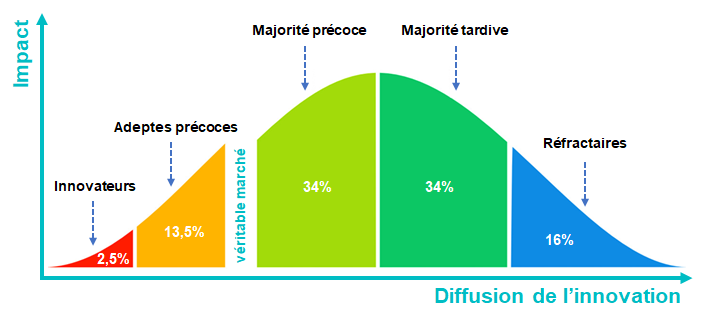 Impact
Majorité précoce
Majorité tardive
Adeptes précoces
Réfractaires
Innovateurs
véritable marché
2,5%
13,5%
34%
34%
16%
Diffusion de l'innovation